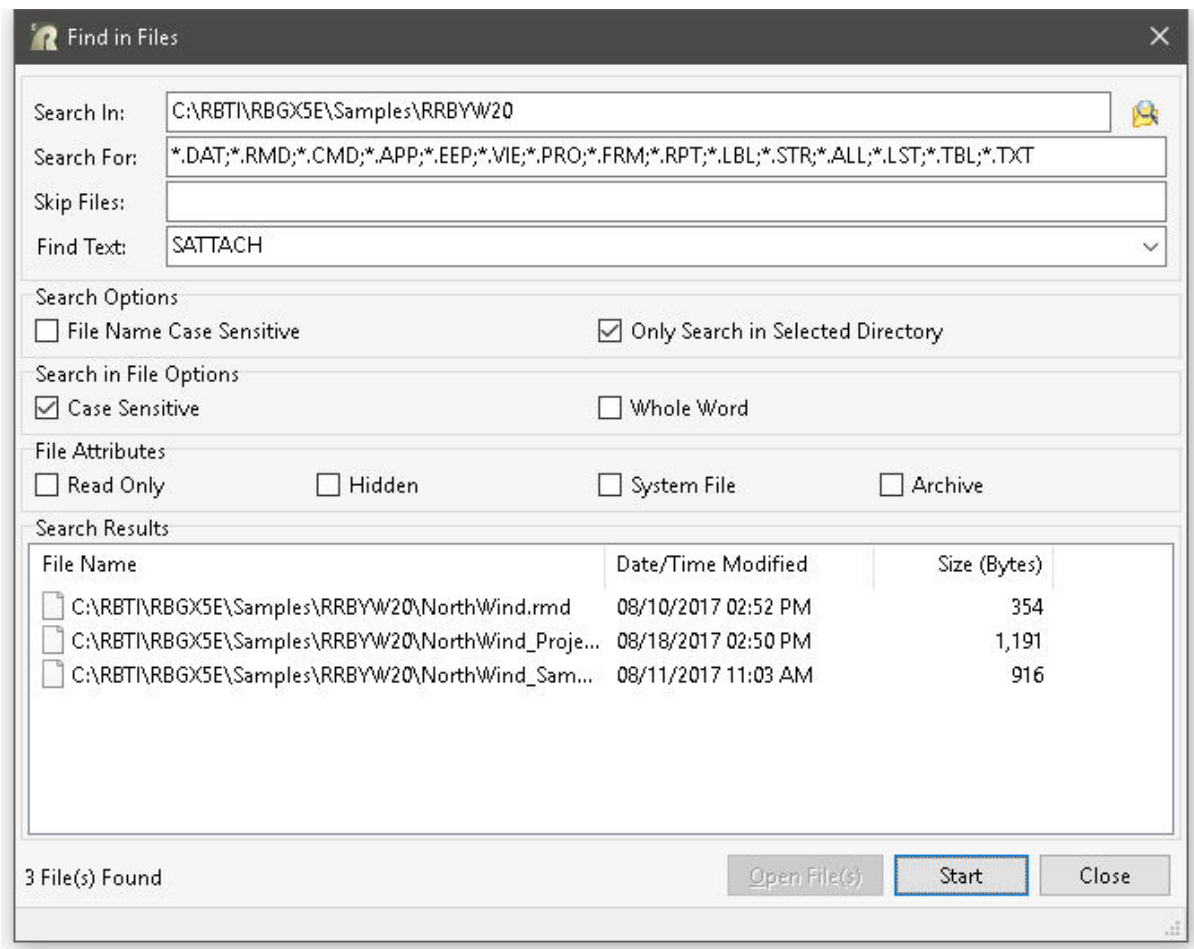 Find in Files
Search In: C:\RBTI\RBGX5E\Samples\RRBYW20
Search For: *.DAT;*.RMD;*.CMD;*.APP;*.EEP;*.VIE;*.PRO;*.FRM;*.RPT;*.LBL;*.STR;*.ALL;*.LST;*.TBL;*.TXT
Skip Files:
Find Text: SATTACH
Search Options
File Name Case Sensitive Only Search in Selected Directory
Search in File Options
Case Sensitive Whole Word
File Attributes
Read Only Hidden System File Archive
Search Results
File Name Date/Time Modified Size (Bytes)
C:\RBTI\RBGX5E\Samples\RRBYW20\NorthWind.rmd 08/10/2017 02:52 PM 354
C:\RBTI\RBGX5E\Samples\RRBYW20\NorthWind_Proje... 08/18/2017 02:50 PM 1,191
C:\RBTI\RBGX5E\Samples\RRBYW20\NorthWind_Sam... 08/11/2017 11:03 AM 916
3 File(s) Found Open File(s) Start Close